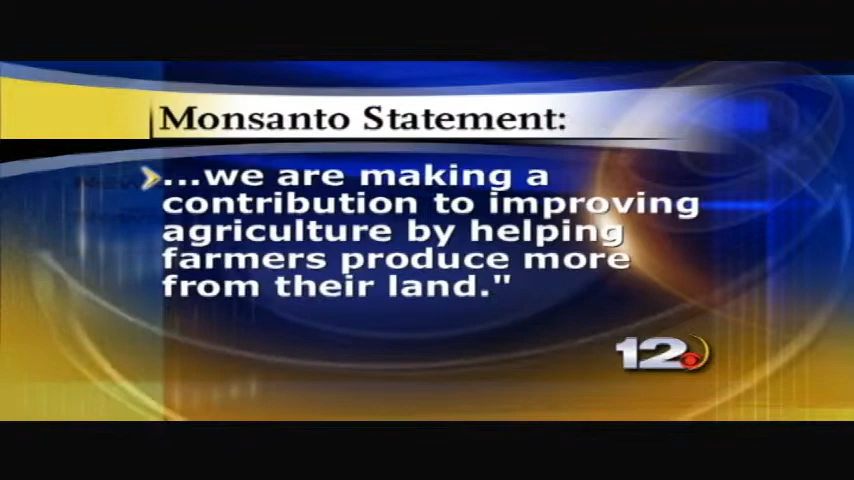 Monsanto Statement:
...we are making a
contribution to improving
agriculture by helping
farmers produce more
from their land."
12